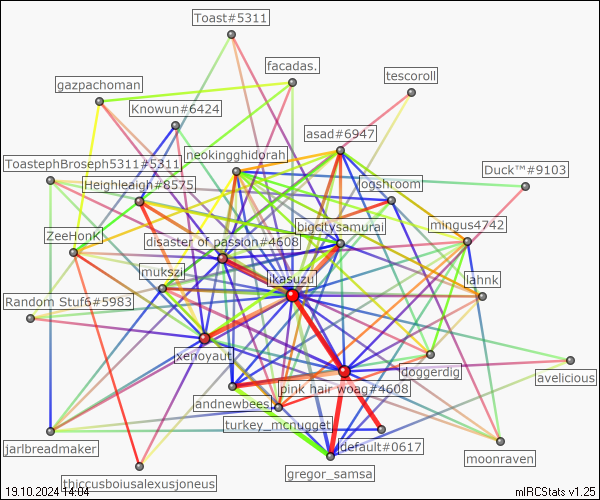 Toast#5311
facadas.
tescoroll
gazpachoman
Knowun#6424
asad#6947
neokingghidorah
ToastephBroseph5311#5311
Duck™#9103
Heighleaigh#8575
ogshroom
bigcitysamurai
mingus4742
ZeeHonK
disaster of passion#4608
mukszi
ikasuzu
lahnk
Random Stuf6#5983
xenoyaut
doggerdig
avelicious
pink hair woag#4608
andnewbees
turkey_mcnugget
default#0617
jarlbreadmaker
moonraven
gregor_samsa
thiccusboiusalexusjoneus
19.10.2024 14:04
mIRCStats v1.25